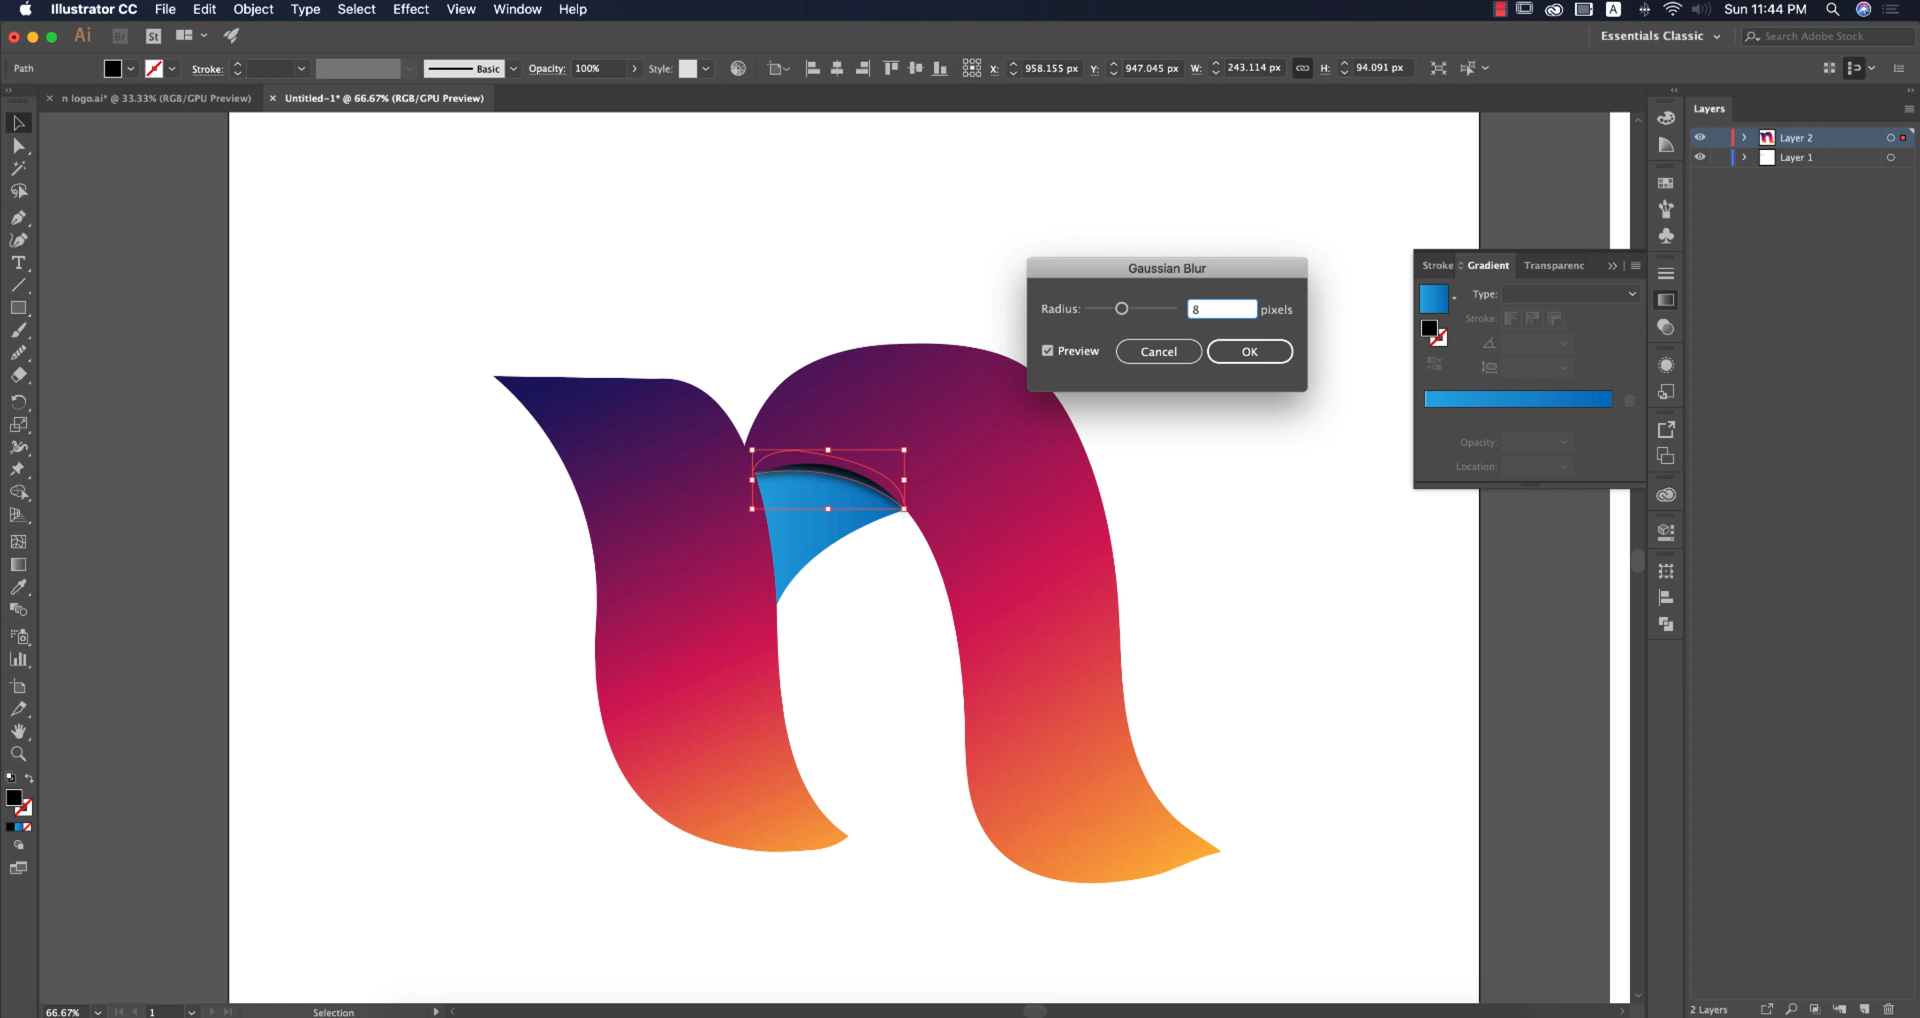 Illustrator CC File Edit Object Type Select Effect View Window Help A Sun 11:44 PM
Ai Br St Essentials Classic Search Adobe Stock
Path Stroke: Basic Opacity: 100% Style: X: 958.155 px Y: 947.045 px W: 243.114 px H: 94.091 px
× n logo.ai* @ 33.33% (RGB/GPU Preview) × Untitled-1* @ 66.67% (RGB/GPU Preview)
Layers
Layer 2
Layer 1
Gaussian Blur
Radius: 8 pixels
Preview Cancel OK
Stroke Gradient Transparenc
Type:
Stroke:
Opacity:
Location:
66.67% 1 Selection
2 Layers